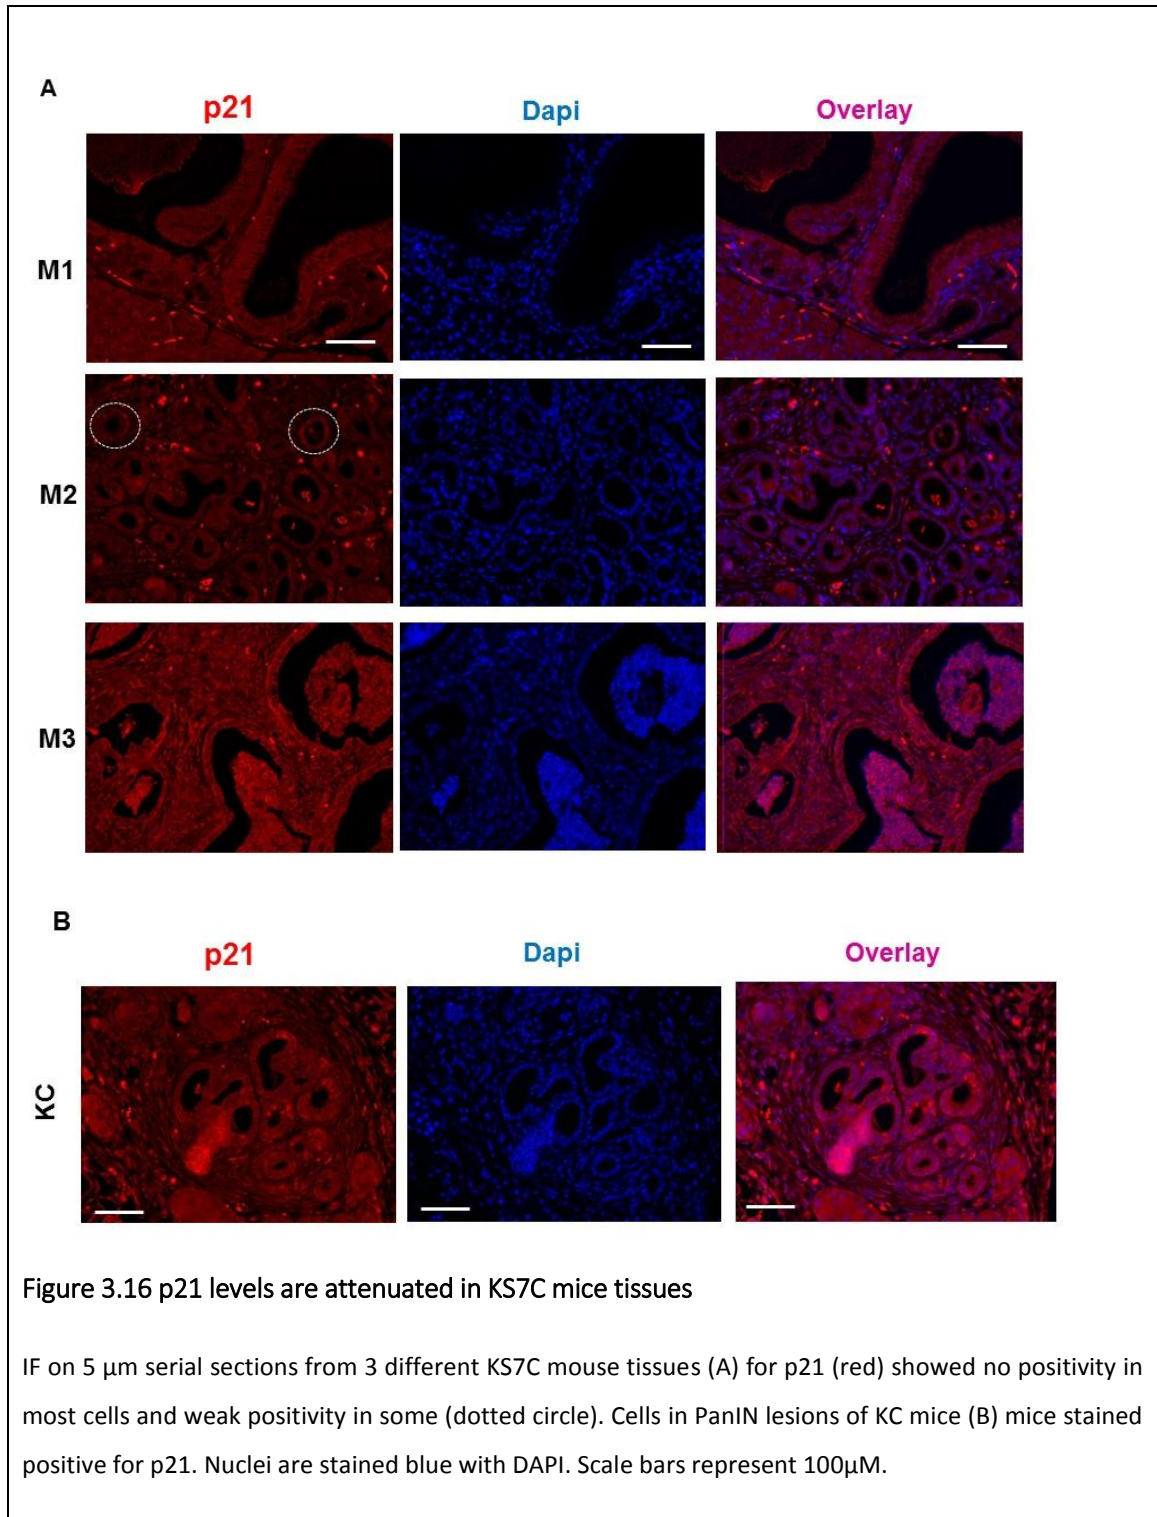 A
p21 Dapi Overlay
M1
M2
M3
B
p21 Dapi Overlay
KC
Figure 3.16 p21 levels are attenuated in KS7C mice tissues
IF on 5 µm serial sections from 3 different KS7C mouse tissues (A) for p21 (red) showed no positivity in
most cells and weak positivity in some (dotted circle). Cells in PanIN lesions of KC mice (B) mice stained
positive for p21. Nuclei are stained blue with DAPI. Scale bars represent 100µM.